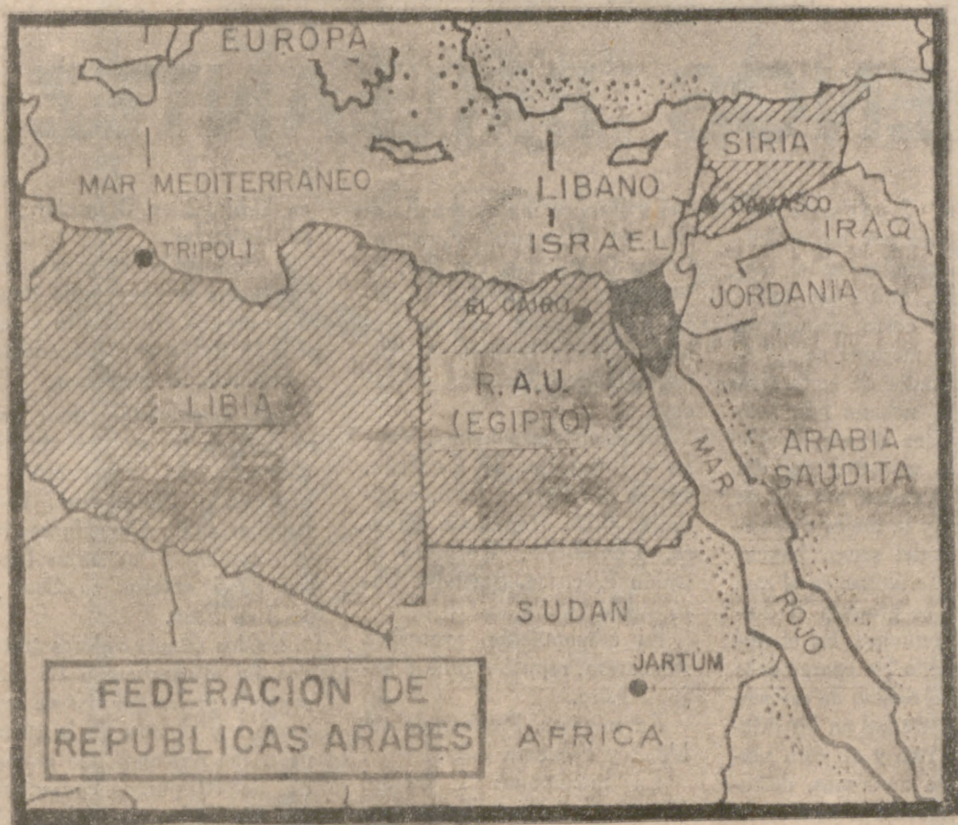 EUROPA
MAR MEDITERRANEO
SIRIA
LIBANO
DAMASCO
IRAQ
ISRAEL
TRIPOLI
JORDANIA
EL CAIRO
R.A.U.
(EGIPTO)
LIBIA
MAR
ROJO
ARABIA
SAUDITA
SUDAN
JARTÚM
AFRICA
FEDERACION DE
REPUBLICAS ARABES